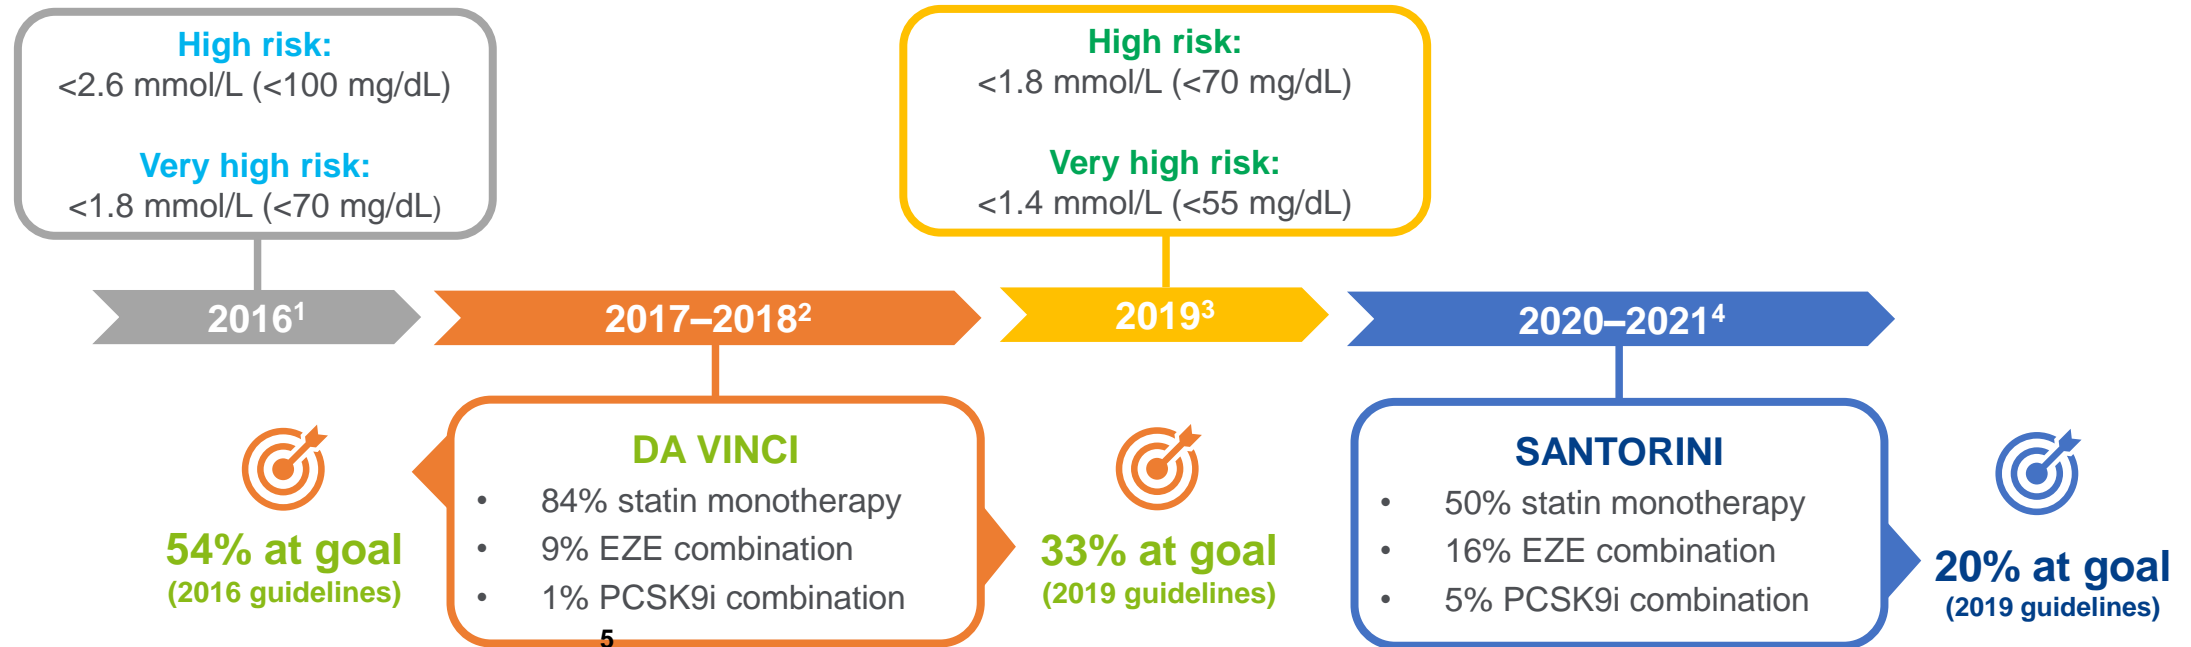 High risk:
<2.6 mmol/L (<100 mg/dL)
Very high risk:
<1.8 mmol/L (<70 mg/dL)
High risk:
<1.8 mmol/L (<70 mg/dL)
Very high risk:
<1.4 mmol/L (<55 mg/dL)
2016¹
2017–2018²
2019³
2020–2021⁴
54% at goal
(2016 guidelines)
DA VINCI
• 84% statin monotherapy
• 9% EZE combination
• 1% PCSK9i combination
5
33% at goal
(2019 guidelines)
SANTORINI
• 50% statin monotherapy
• 16% EZE combination
• 5% PCSK9i combination
20% at goal
(2019 guidelines)